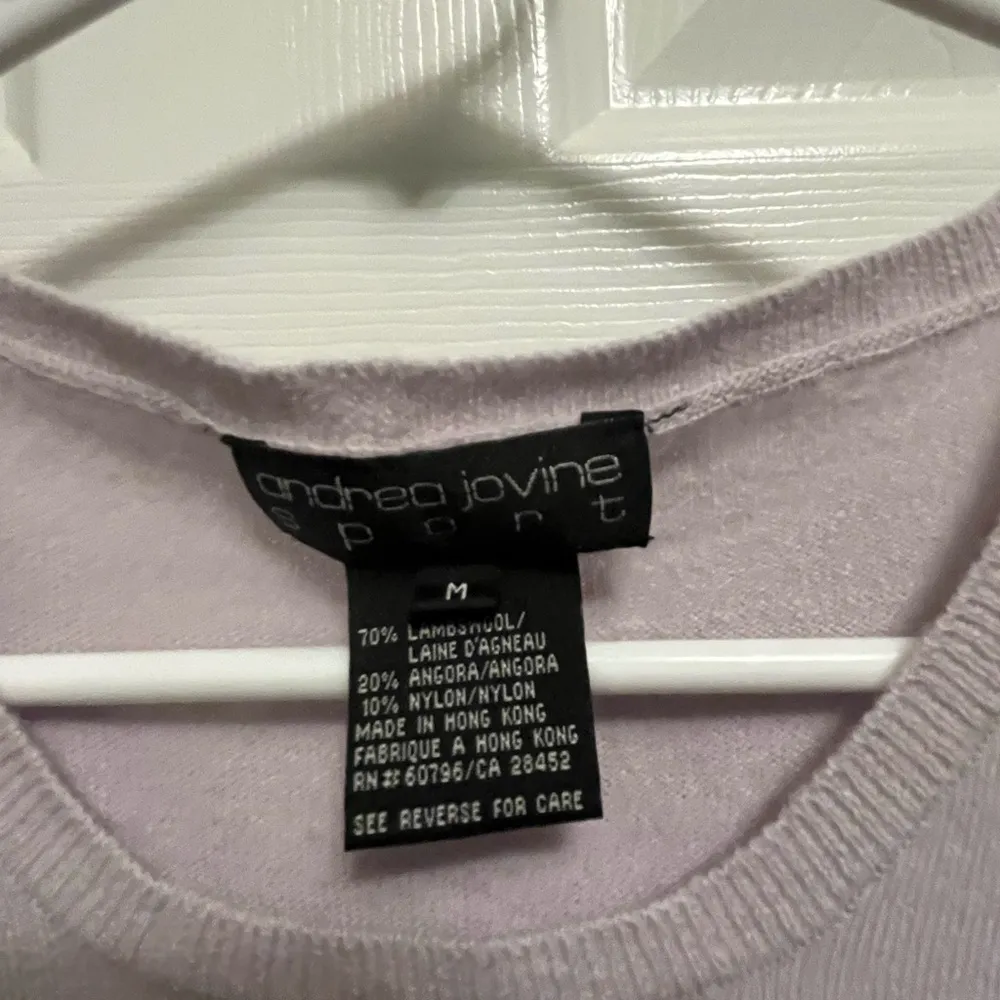 andrea jovine
sport
M
70% LAMBSWOOL/
LAINE D'AGNEAU
20% ANGORA/ANGORA
10% NYLON/NYLON
MADE IN HONG KONG
FABRIQUE A HONG KONG
RN# 60796/CA 28452
SEE REVERSE FOR CARE